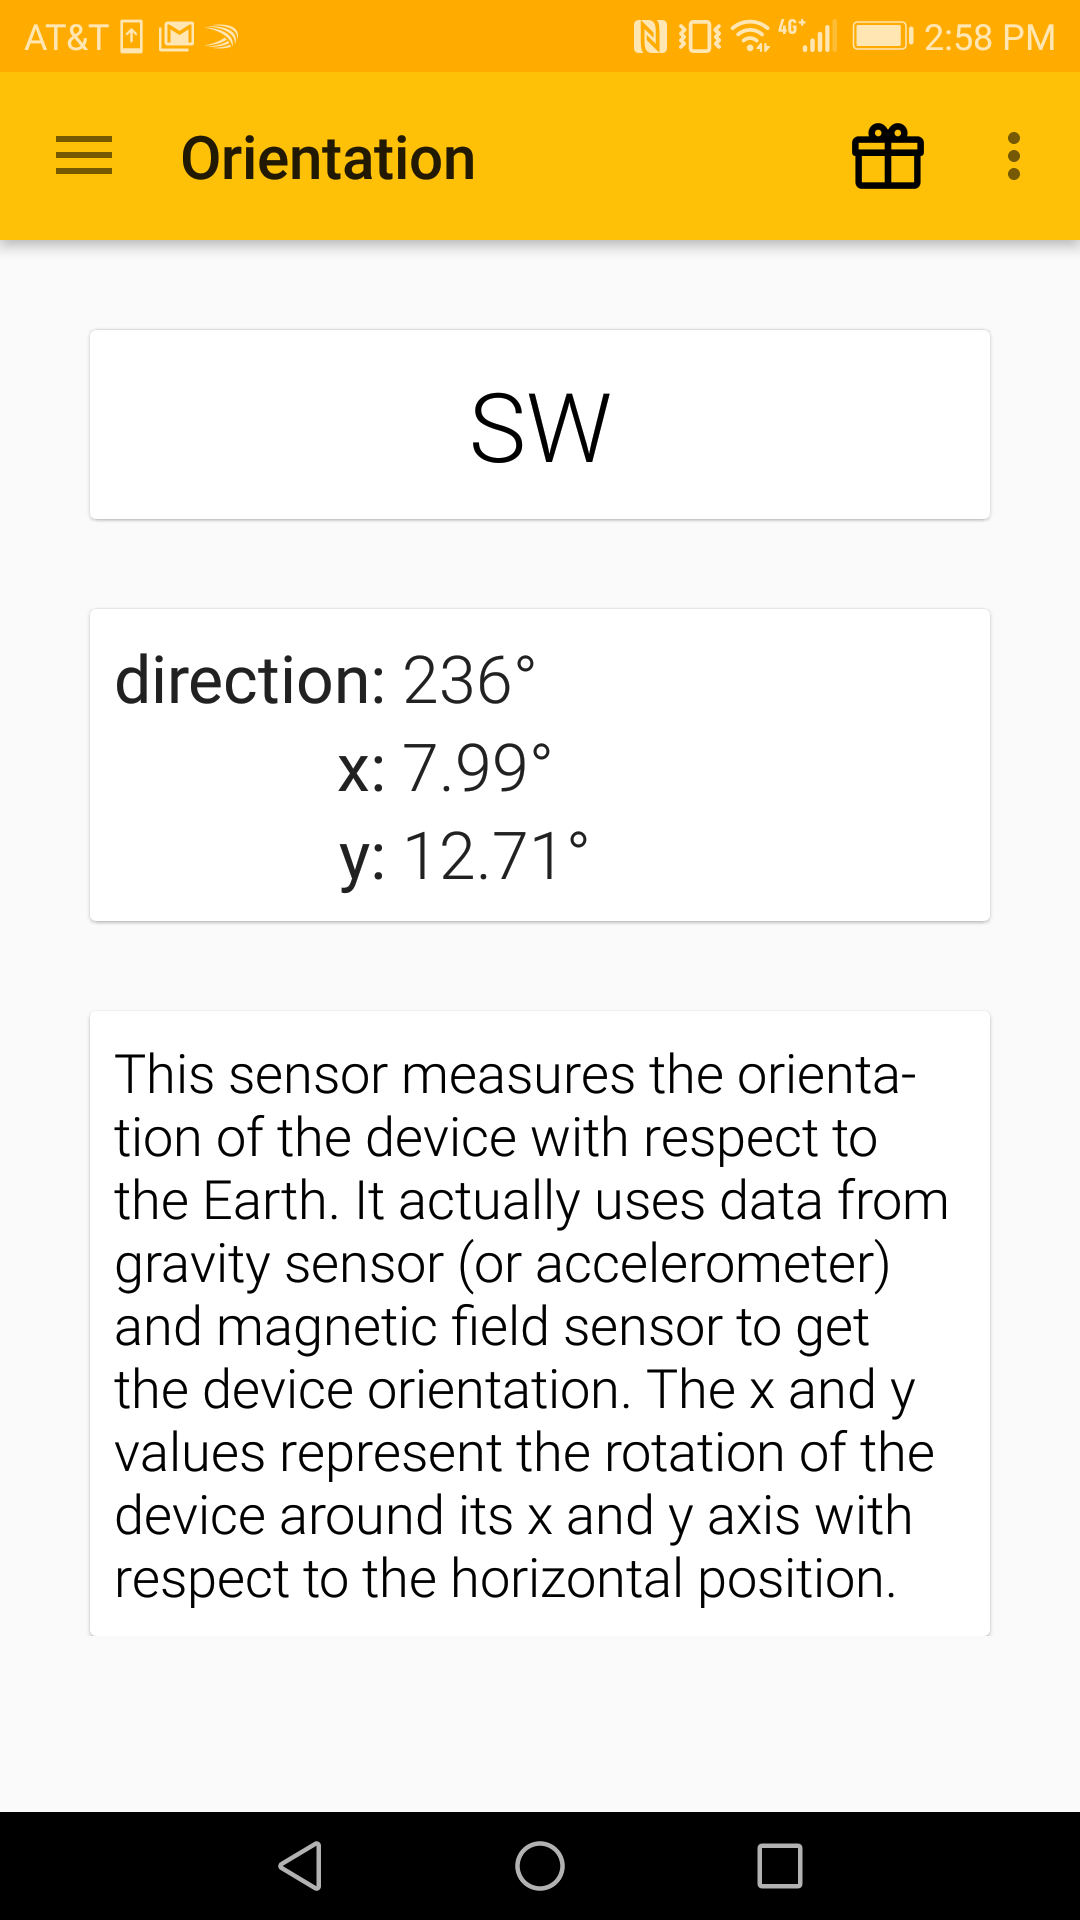 AT&T 4G+ 2:58 PM
Orientation
SW
direction: 236°
x: 7.99°
y: 12.71°
This sensor measures the orienta-
tion of the device with respect to
the Earth. It actually uses data from
gravity sensor (or accelerometer)
and magnetic field sensor to get
the device orientation. The x and y
values represent the rotation of the
device around its x and y axis with
respect to the horizontal position.